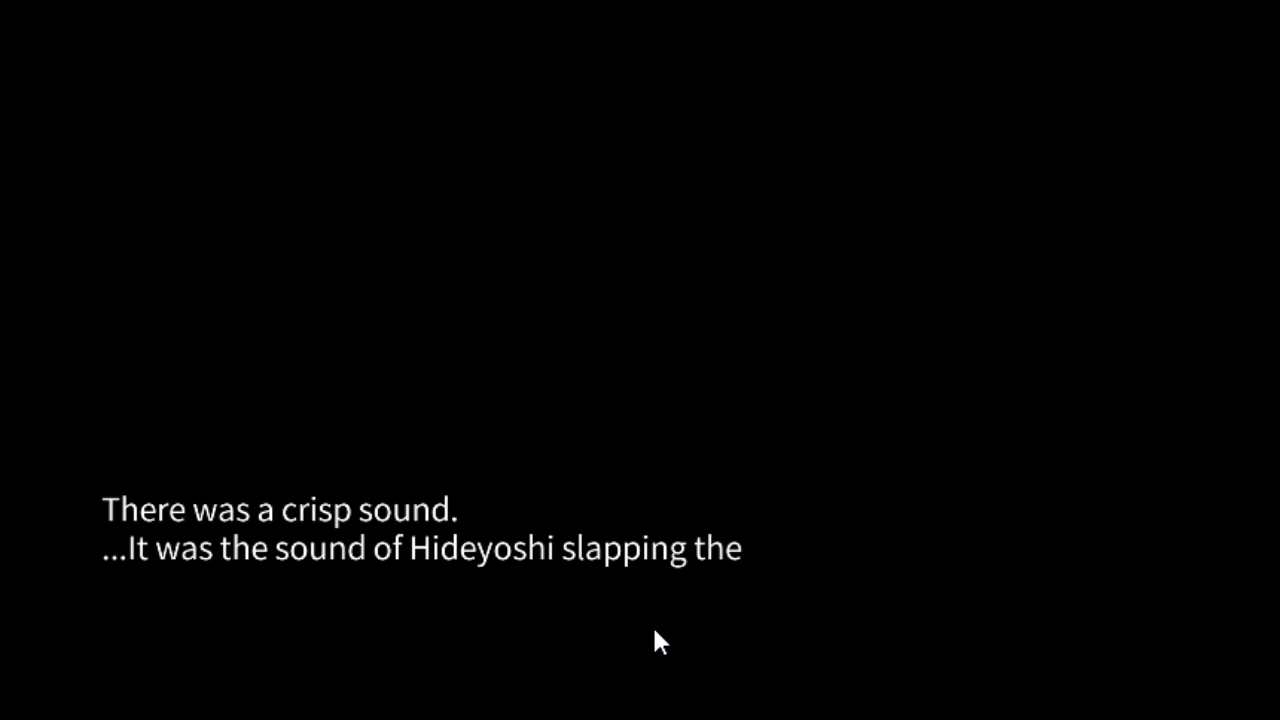 There was a crisp sound.
...It was the sound of Hideyoshi slapping the